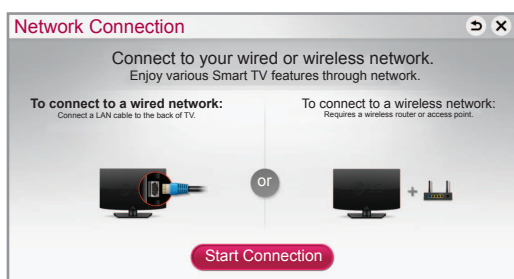 Network Connection
Connect to your wired or wireless network.
Enjoy various Smart TV features through network.
To connect to a wired network:
Connect a LAN cable to the back of TV.
To connect to a wireless network:
Requires a wireless router or access point.
or
Start Connection